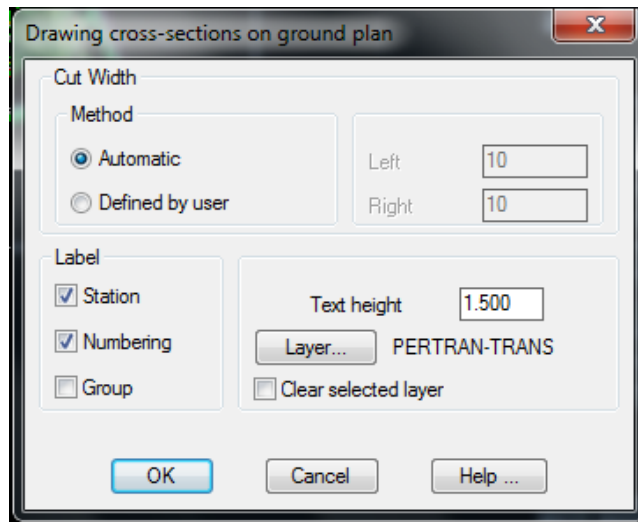 Drawing cross-sections on ground plan
Cut Width
Method
Automatic
Defined by user
Left 10
Right 10
Label
Station
Numbering
Group
Text height 1.500
Layer... PERTRAN-TRANS
Clear selected layer
OK Cancel Help ...